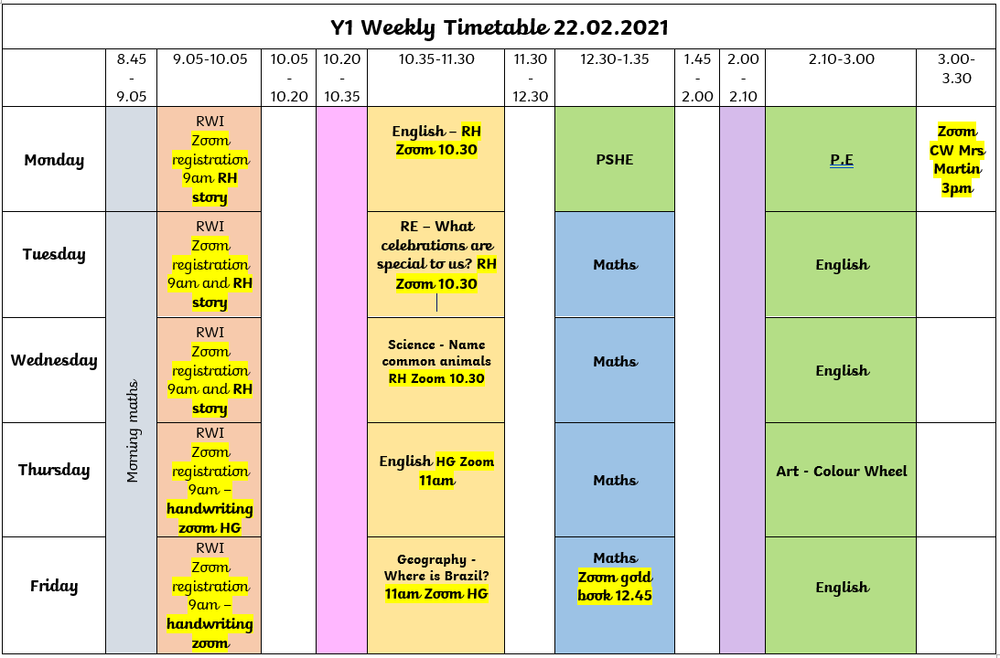 Y1 Weekly Timetable 22.02.2021
8.45
-
9.05
9.05-10.05
10.05
-
10.20
10.20
-
10.35
10.35-11.30
11.30
-
12.30
12.30-1.35
1.45
-
2.00
2.00
-
2.10
2.10-3.00
3.00-
3.30
Monday
RWI
Zoom
registration
9am RH
story
English – RH
Zoom 10.30
PSHE
P.E
Zoom
CW Mrs
Martin
3pm
Tuesday
Morning maths
RWI
Zoom
registration
9am and RH
story
RE – What
celebrations are
special to us? RH
Zoom 10.30
Maths
English
Wednesday
RWI
Zoom
registration
9am and RH
story
Science - Name
common animals
RH Zoom 10.30
Maths
English
Thursday
RWI
Zoom
registration
9am –
handwriting
zoom HG
English HG Zoom
11am
Maths
Art - Colour Wheel
Friday
RWI
Zoom
registration
9am –
handwriting
zoom
Geography -
Where is Brazil?
11am Zoom HG
Maths
Zoom gold
book 12.45
English